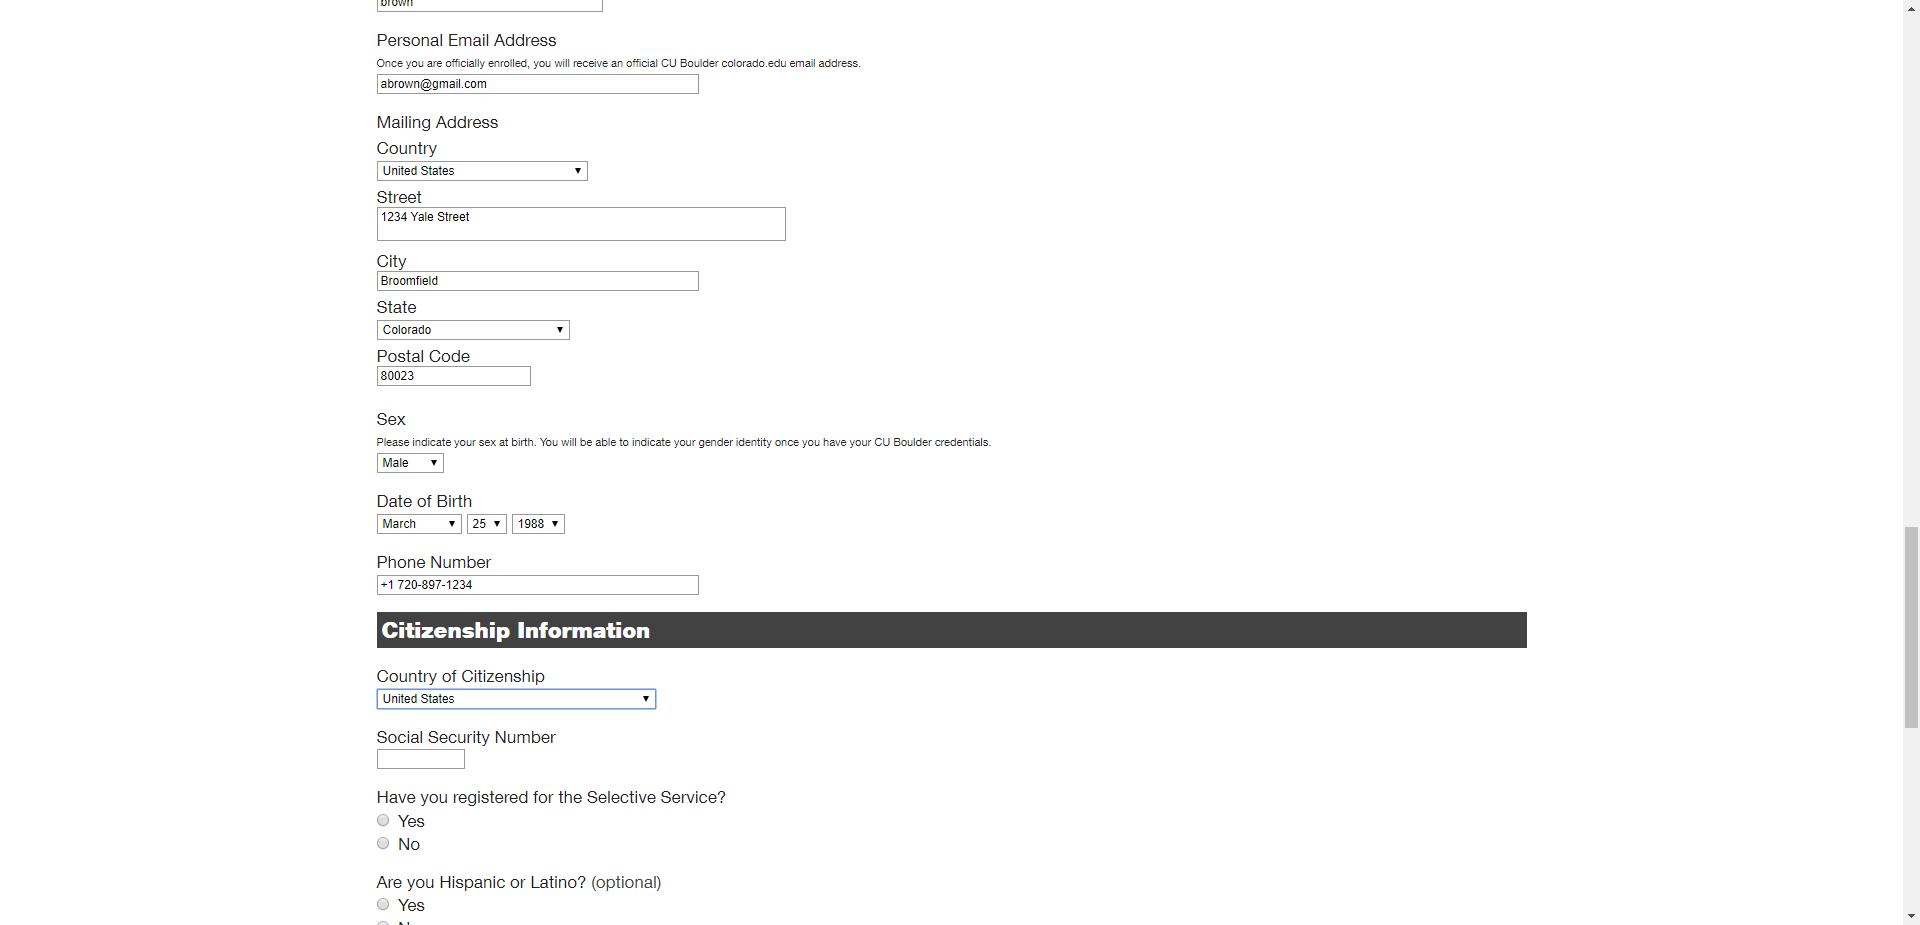 brown
Personal Email Address
Once you are officially enrolled, you will receive an official CU Boulder colorado.edu email address.
abrown@gmail.com
Mailing Address
Country
United States
Street
1234 Yale Street
City
Broomfield
State
Colorado
Postal Code
80023
Sex
Please indicate your sex at birth. You will be able to indicate your gender identity once you have your CU Boulder credentials.
Male
Date of Birth
March 25 1988
Phone Number
+1 720-897-1234
Citizenship Information
Country of Citizenship
United States
Social Security Number
Have you registered for the Selective Service?
Yes
No
Are you Hispanic or Latino? (optional)
Yes